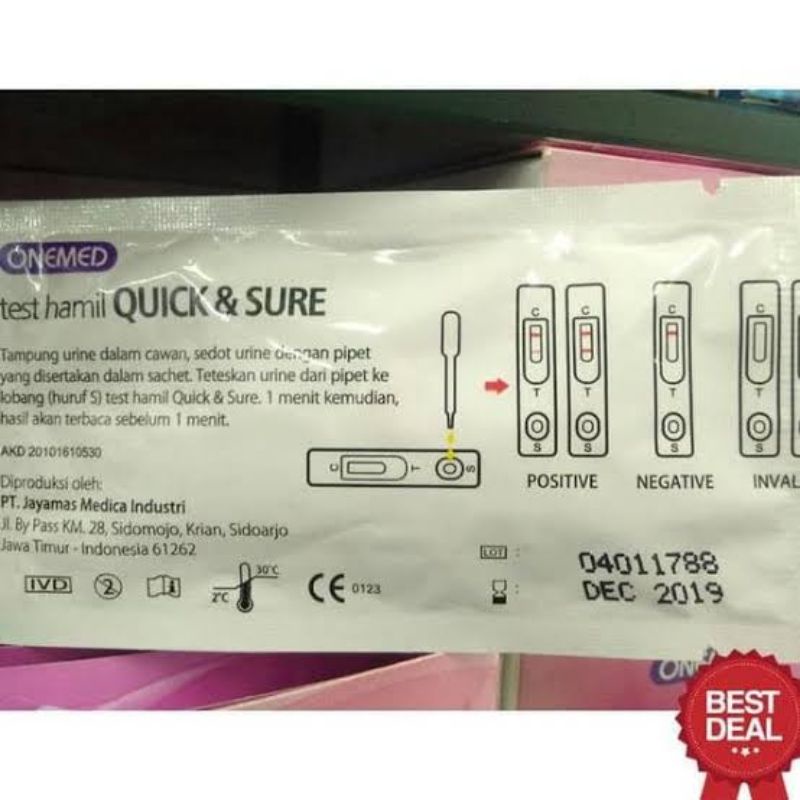 ONEMED
test hamil QUICK & SURE
Tampung urine dalam cawan, sedot urine dengan pipet
yang disertakan dalam sachet. Teteskan urine dari pipet ke
lobang (huruf S) test hamil Quick & Sure. 1 menit kemudian,
hasil akan terbaca sebelum 1 menit.
AKD 20101610530
Diproduksi oleh:
PT. Jayamas Medica Industri
Jl. By Pass KM. 28, Sidomojo, Krian, Sidoarjo
Jawa Timur - Indonesia 61262
IVD 2 i 2°C 30°C CE 0123
C T S
C C C C
T T T T
S S S S
POSITIVE NEGATIVE INVAL
LOT : 04011788
: DEC 2019
ON
BEST
DEAL